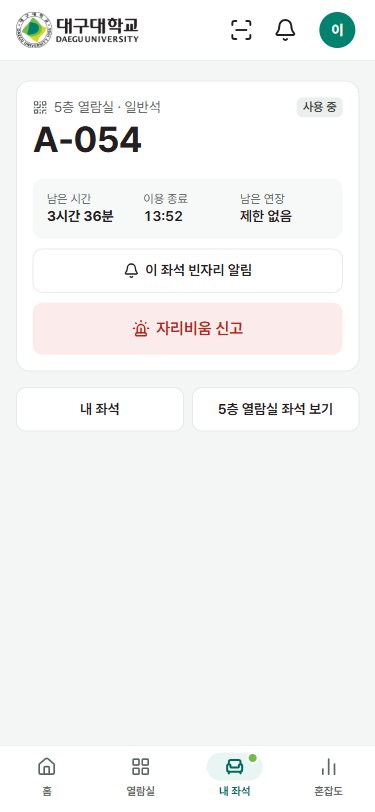 대구대학교
DAEGU UNIVERSITY
이
5층 열람실 · 일반석
사용 중
A-054
남은 시간
이용 종료
남은 연장
3시간 36분
13:52
제한 없음
이 좌석 빈자리 알림
자리비움 신고
내 좌석
5층 열람실 좌석 보기
홈
열람실
내 좌석
혼잡도